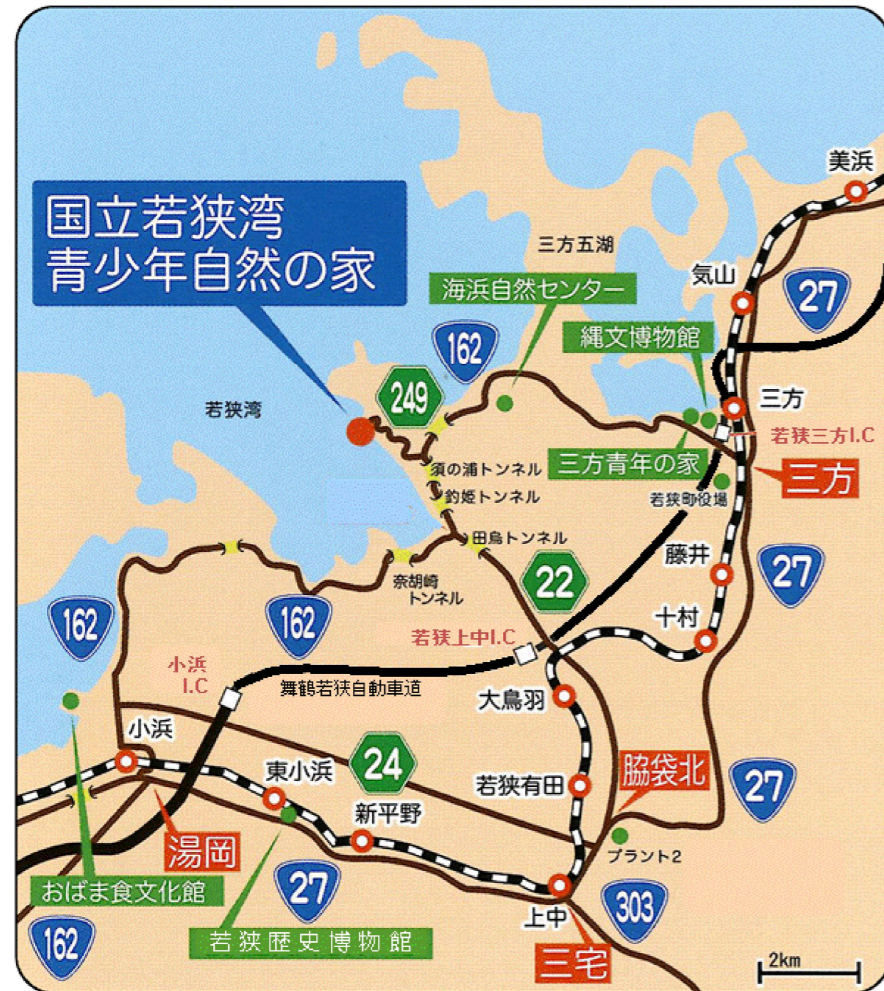 美浜
国立若狭湾
青少年自然の家
三方五湖
気山
27
海浜自然センター
162
縄文博物館
249
若狭湾
三方
若狭三方I.C
三方青年の家
三方
須の浦トンネル
釣姫トンネル
若狭町役場
田烏トンネル
藤井
27
奈胡崎
トンネル
22
十村
162
162
若狭上中I.C
小浜
I.C
舞鶴若狭自動車道
大鳥羽
小浜
24
東小浜
若狭有田
脇袋北
27
新平野
湯岡
プラント2
おばま食文化館
27
上中
303
若狭歴史博物館
162
三宅
2km